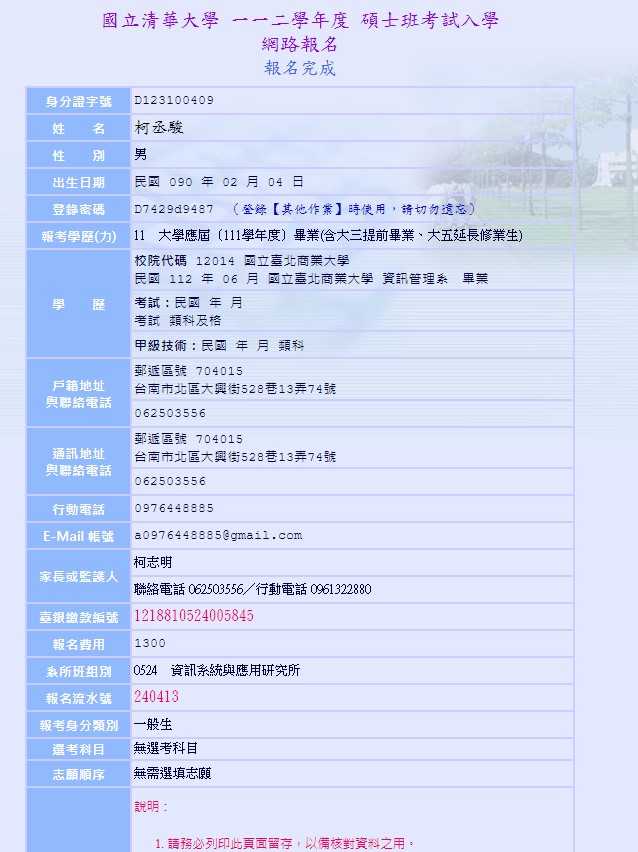 國立清華大學 一一二學年度 碩士班考試入學
網路報名
報名完成
身分證字號 D123100409
姓　　名 柯丞駿
性　　別 男
出生日期 民國 090 年 02 月 04 日
登錄密碼 D7429d9487 （登錄【其他作業】時使用，請切勿遺忘）
報考學歷(力) 11　大學應屆〔111學年度〕畢業(含大三提前畢業、大五延長修業生)
學　　歷
校院代碼 12014 國立臺北商業大學
民國 112 年 06 月 國立臺北商業大學 資訊管理系　畢業
考試：民國 年 月
考試 類科及格
甲級技術：民國 年 月 類科
戶籍地址
與聯絡電話
郵遞區號 704015
台南市北區大興街528巷13弄74號
062503556
通訊地址
與聯絡電話
郵遞區號 704015
台南市北區大興街528巷13弄74號
062503556
行動電話 0976448885
E-Mail 帳號 a0976448885@gmail.com
家長或監護人
柯志明
聯絡電話 062503556／行動電話 0961322880
臺銀繳款編號 1218810524005845
報名費用 1300
系所班組別 0524　資訊系統與應用研究所
報名流水號 240413
報考身分類別 一般生
選考科目 無選考科目
志願順序 無需選填志願
說明：
1. 請務必列印此頁面留存，以備核對資料之用。